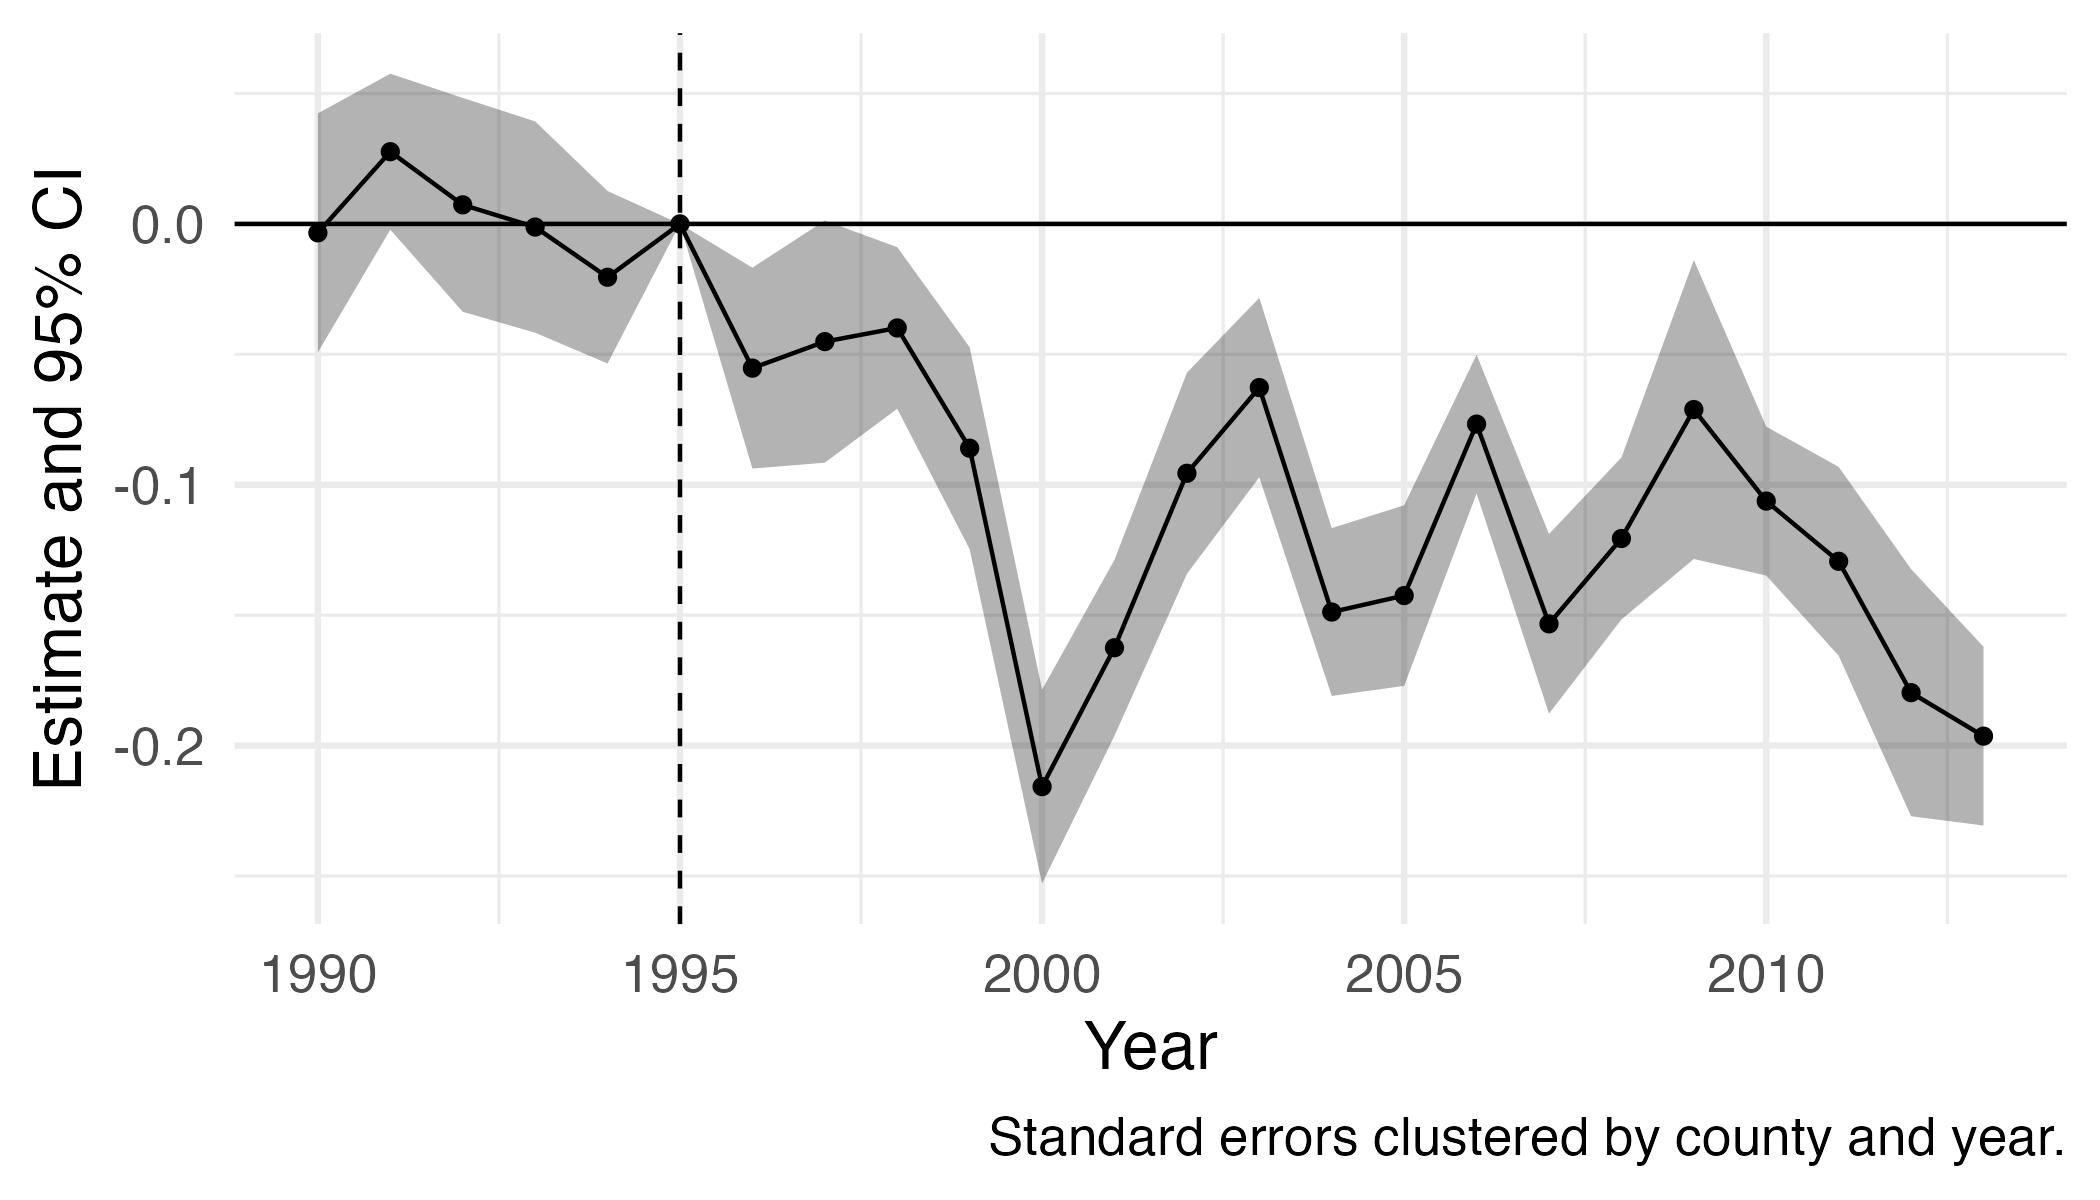 Estimate and 95% CI
0.0
-0.1
-0.2
1990 1995 2000 2005 2010
Year
Standard errors clustered by county and year.